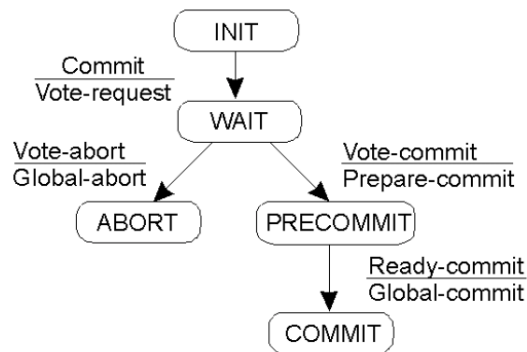 INIT
Commit
Vote-request
WAIT
Vote-abort
Global-abort
Vote-commit
Prepare-commit
ABORT
PRECOMMIT
Ready-commit
Global-commit
COMMIT